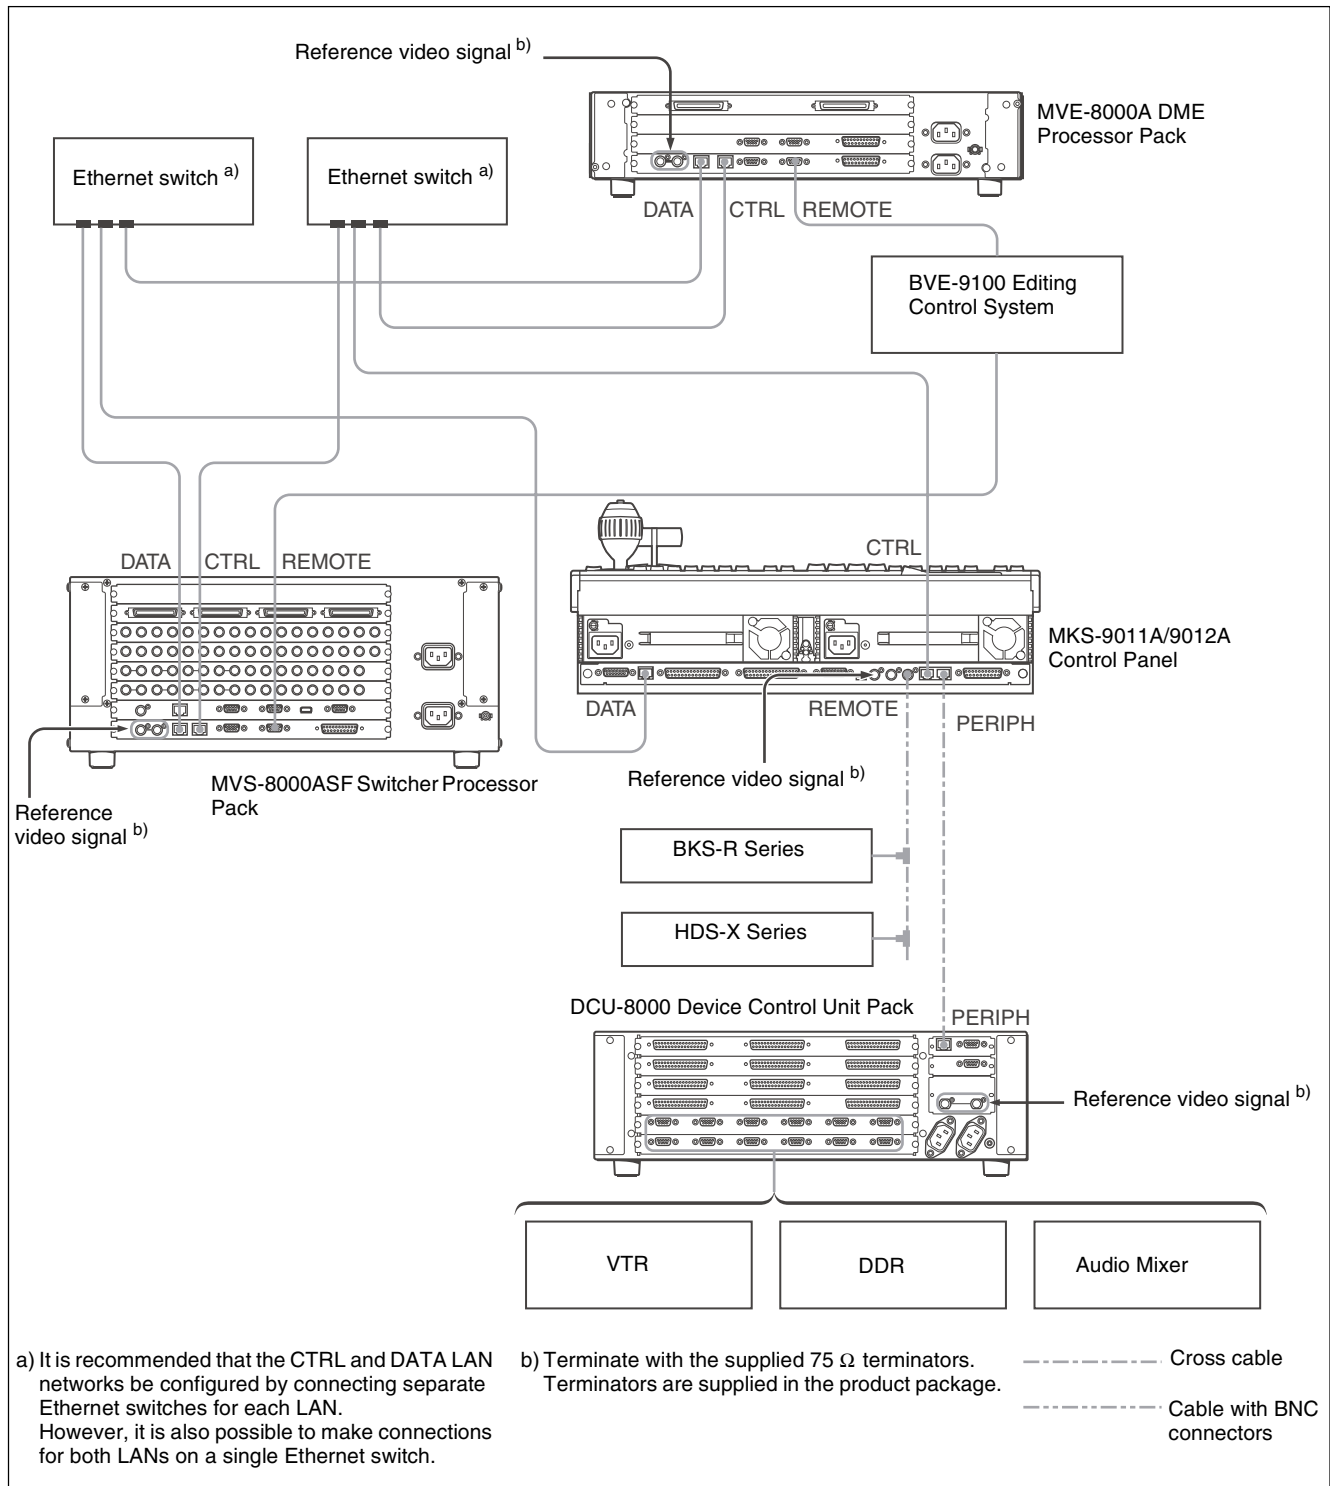 Reference video signal b)
MVE-8000A DME
Processor Pack
Ethernet switch a)
Ethernet switch a)
DATA
CTRL
REMOTE
BVE-9100 Editing
Control System
DATA
CTRL
REMOTE
CTRL
MKS-9011A/9012A
Control Panel
DATA
REMOTE
PERIPH
MVS-8000ASF Switcher Processor
Pack
Reference video signal b)
Reference
video signal b)
BKS-R Series
HDS-X Series
DCU-8000 Device Control Unit Pack
PERIPH
Reference video signal b)
VTR
DDR
Audio Mixer
a) It is recommended that the CTRL and DATA LAN
networks be configured by connecting separate
Ethernet switches for each LAN.
However, it is also possible to make connections
for both LANs on a single Ethernet switch.
b) Terminate with the supplied 75 Ω terminators.
Terminators are supplied in the product package.
Cross cable
Cable with BNC
connectors